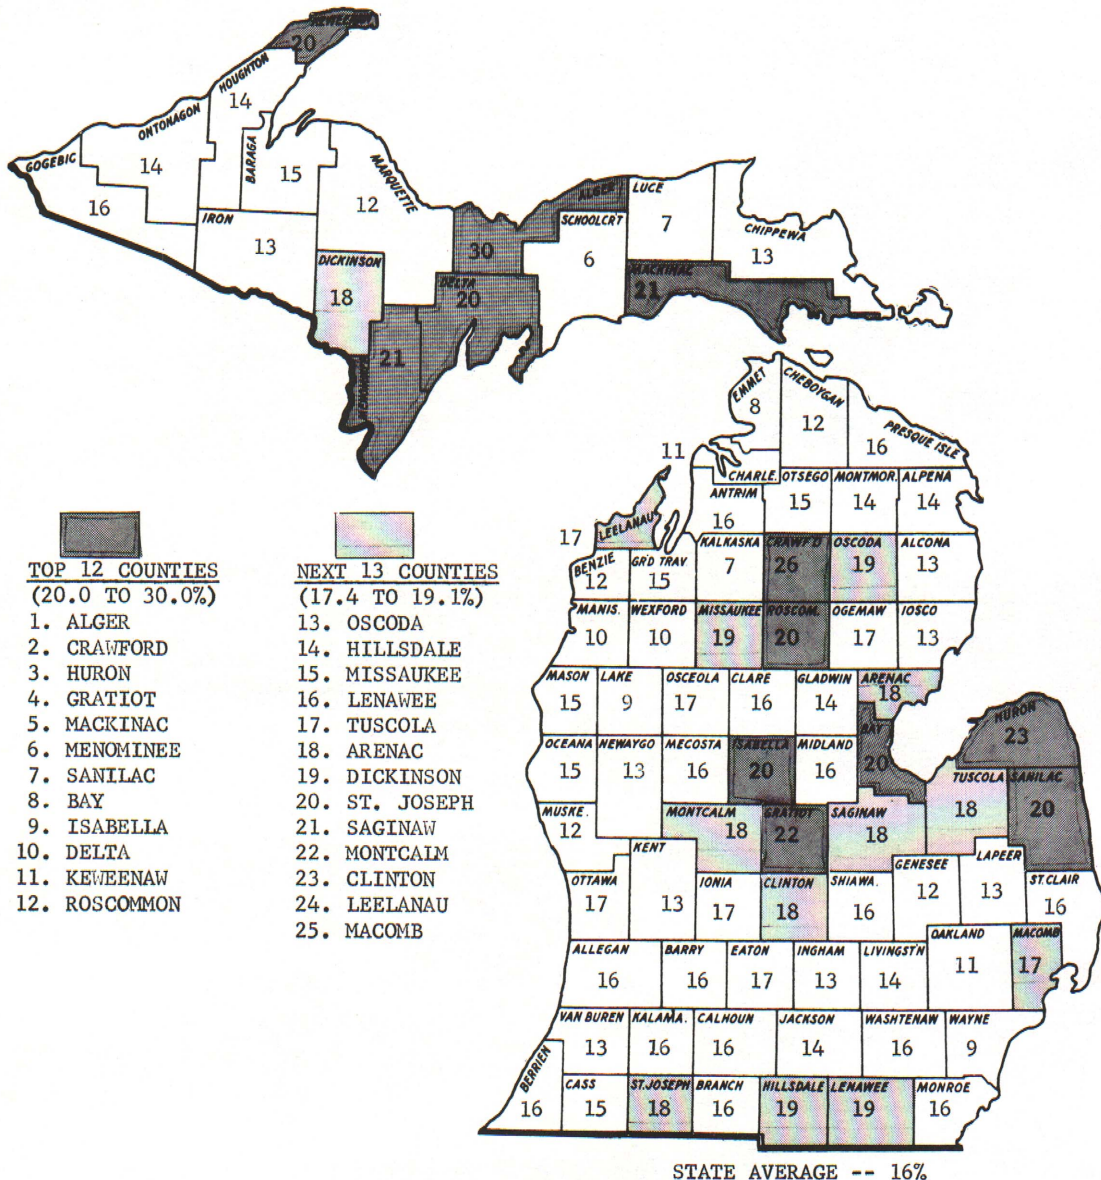 KEWEENAW
20
HOUGHTON
14
ONTONAGON
14
GOGEBIC
16
BARAGA
15
MARQUETTE
12
IRON
13
DICKINSON
18
ALGER
30
LUCE
7
SCHOOLCRT
6
CHIPPEWA
13
MACKINAC
21
DELTA
20
MENOMINEE
21
EMMET
8
CHEBOYGAN
12
PRESQUE ISLE
16
11
CHARLE.
ANTRIM
16
OTSEGO
15
MONTMOR.
14
ALPENA
14
17
LEELANAU
BENZIE
12
GR'D TRAV
15
KALKASKA
7
CRAWF'D
26
OSCODA
19
ALCONA
13
MANIS.
10
WEXFORD
10
MISSAUKEE
19
ROSCOM.
20
OGEMAW
17
IOSCO
13
MASON
15
LAKE
9
OSCEOLA
17
CLARE
16
GLADWIN
14
ARENAC
18
HURON
23
OCEANA
15
NEWAYGO
13
MECOSTA
16
ISABELLA
20
MIDLAND
16
BAY
20
TUSCOLA
18
SANILAC
20
MUSKE.
12
MONTCALM
18
GRATIOT
22
SAGINAW
18
KENT
13
OTTAWA
17
IONIA
17
CLINTON
18
SHIAWA.
16
GENESEE
12
LAPEER
13
ST. CLAIR
16
ALLEGAN
16
BARRY
16
EATON
17
INGHAM
13
LIVINGST'N
14
OAKLAND
11
MACOMB
17
VAN BUREN
13
KALAMA.
16
CALHOUN
16
JACKSON
14
WASHTENAW
16
WAYNE
9
BERRIEN
16
CASS
15
ST. JOSEPH
18
BRANCH
16
HILLSDALE
19
LENAWEE
19
MONROE
16
TOP 12 COUNTIES
(20.0 TO 30.0%)
1. ALGER
2. CRAWFORD
3. HURON
4. GRATIOT
5. MACKINAC
6. MENOMINEE
7. SANILAC
8. BAY
9. ISABELLA
10. DELTA
11. KEWEENAW
12. ROSCOMMON
NEXT 13 COUNTIES
(17.4 TO 19.1%)
13. OSCODA
14. HILLSDALE
15. MISSAUKEE
16. LENAWEE
17. TUSCOLA
18. ARENAC
19. DICKINSON
20. ST. JOSEPH
21. SAGINAW
22. MONTCALM
23. CLINTON
24. LEELANAU
25. MACOMB
STATE AVERAGE -- 16%